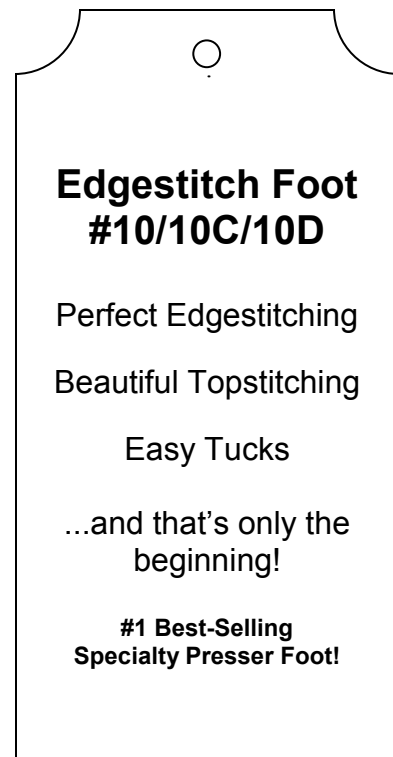 Edgestitch Foot
#10/10C/10D
Perfect Edgestitching
Beautiful Topstitching
Easy Tucks
...and that’s only the
beginning!
#1 Best-Selling
Specialty Presser Foot!